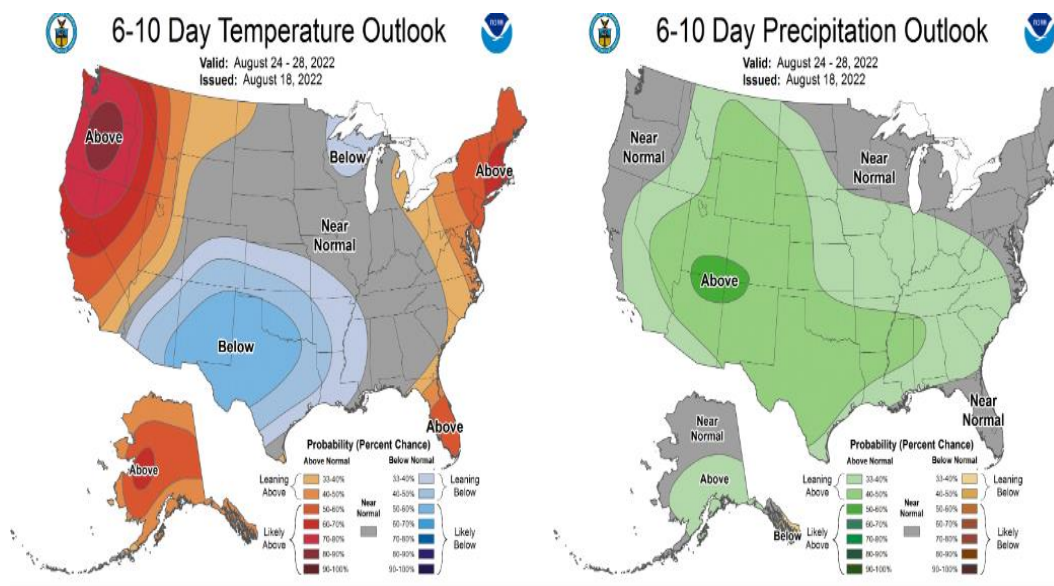 6-10 Day Temperature Outlook
Valid: August 24 - 28, 2022
Issued: August 18, 2022
Above
Below
Above
Near
Normal
Below
Above
Above
Probability (Percent Chance)
Above Normal
Below Normal
Leaning
Above
33-40%
40-50%
Near
Normal
33-40%
40-50%
Leaning
Below
Likely
Above
50-60%
60-70%
70-80%
80-90%
90-100%
50-60%
60-70%
70-80%
80-90%
90-100%
Likely
Below
6-10 Day Precipitation Outlook
Valid: August 24 - 28, 2022
Issued: August 18, 2022
Near
Normal
Near
Normal
Above
Near
Normal
Near
Normal
Above
Below
Probability (Percent Chance)
Above Normal
Below Normal
Leaning
Above
33-40%
40-50%
Near
Normal
33-40%
40-50%
Leaning
Below
Likely
Above
50-60%
60-70%
70-80%
80-90%
90-100%
50-60%
60-70%
70-80%
80-90%
90-100%
Likely
Below